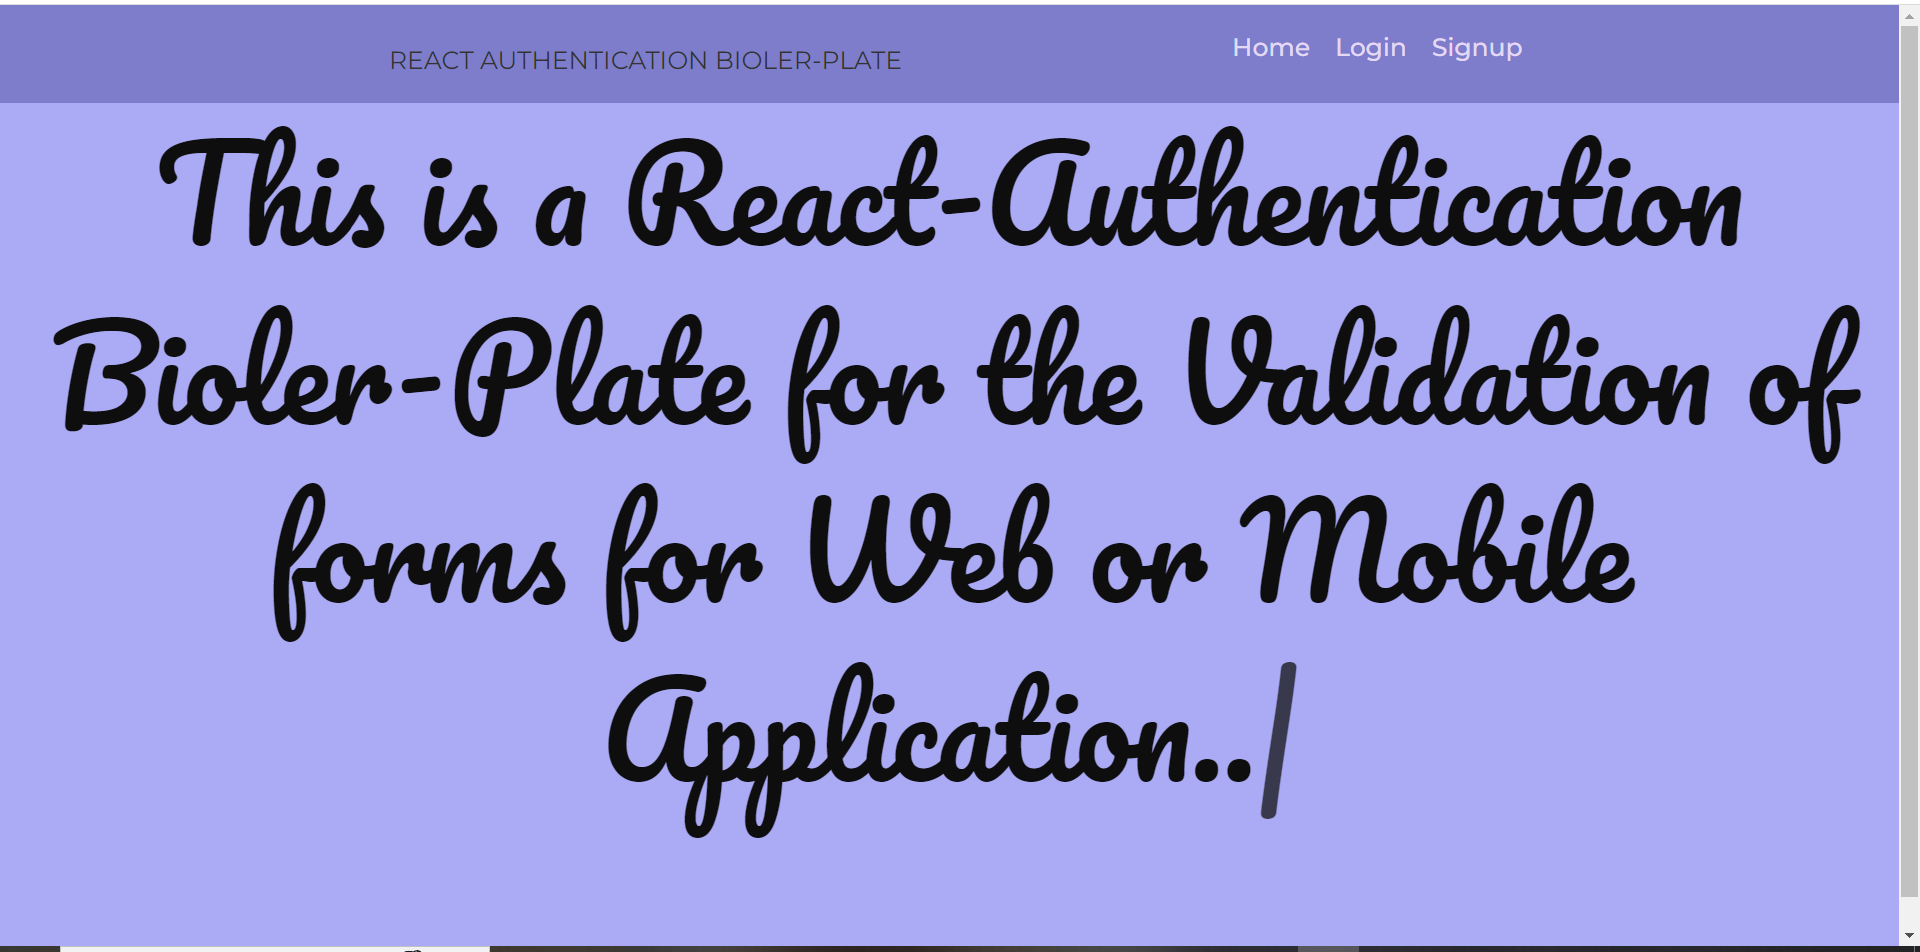 REACT AUTHENTICATION BIOLER-PLATE
Home Login Signup
This is a React-Authentication
Bioler-Plate for the Validation of
forms for Web or Mobile
Application..|